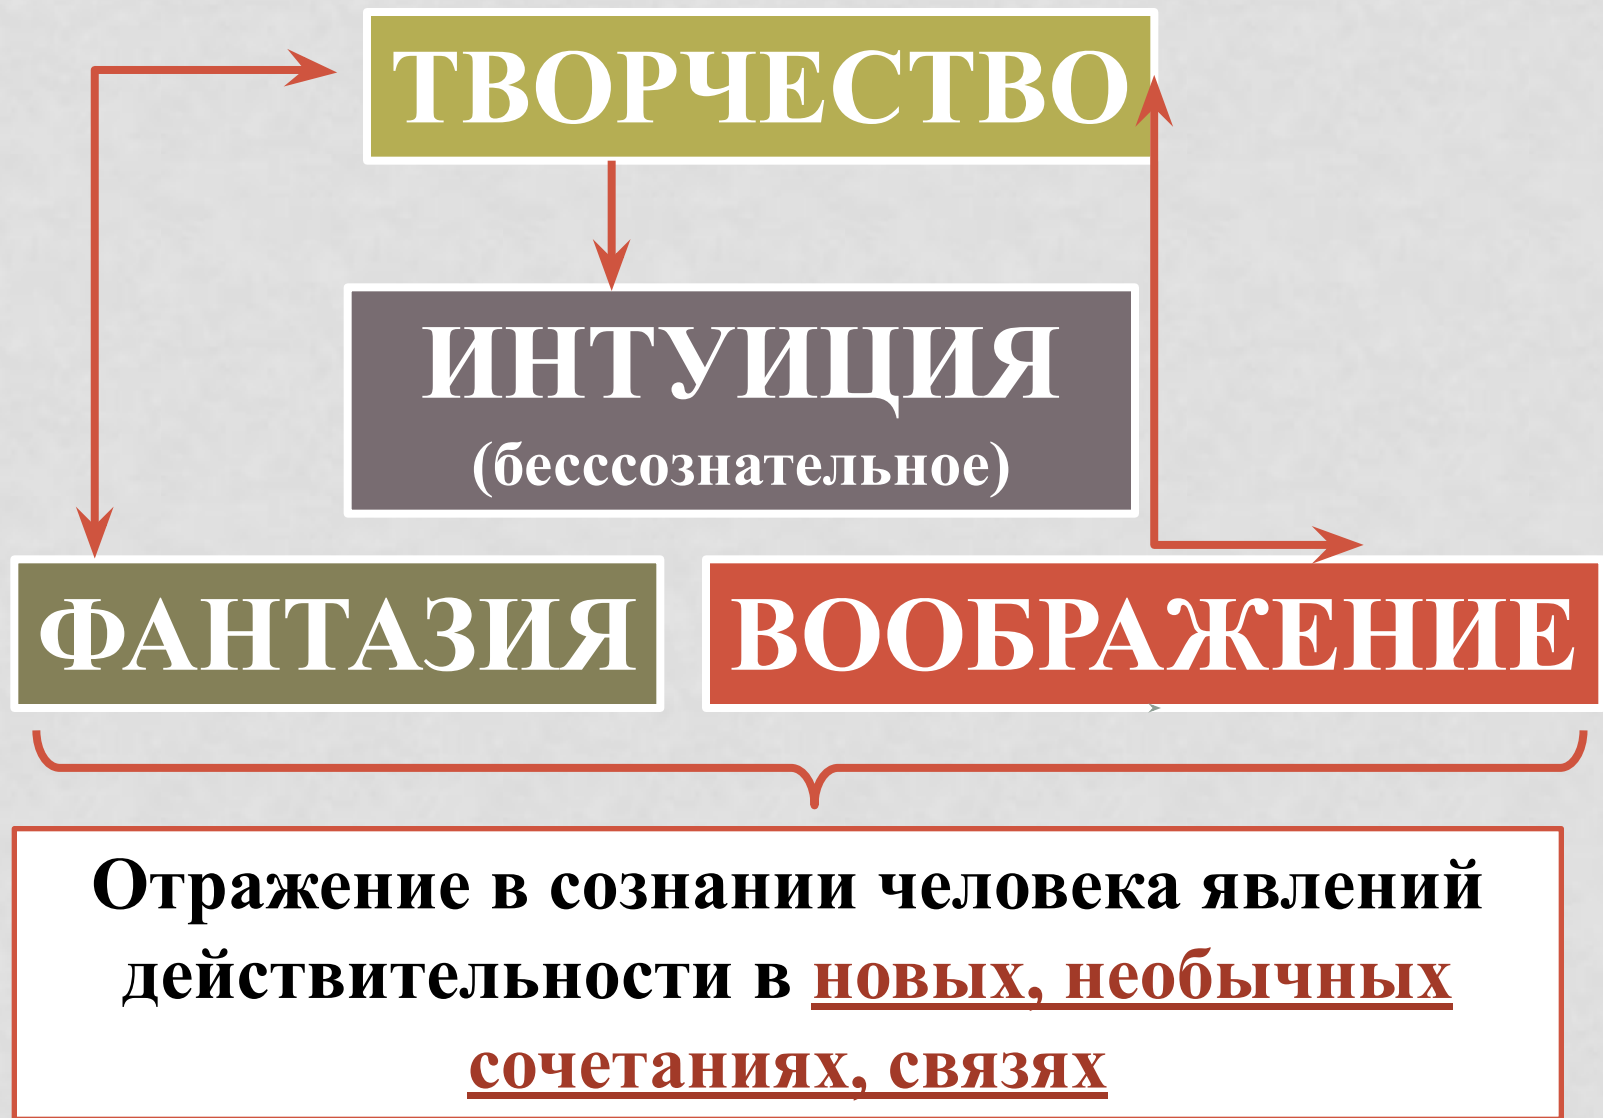 ТВОРЧЕСТВО
ИНТУИЦИЯ
(бесссознательное)
ФАНТАЗИЯ
ВООБРАЖЕНИЕ
Отражение в сознании человека явлений
действительности в новых, необычных
сочетаниях, связях